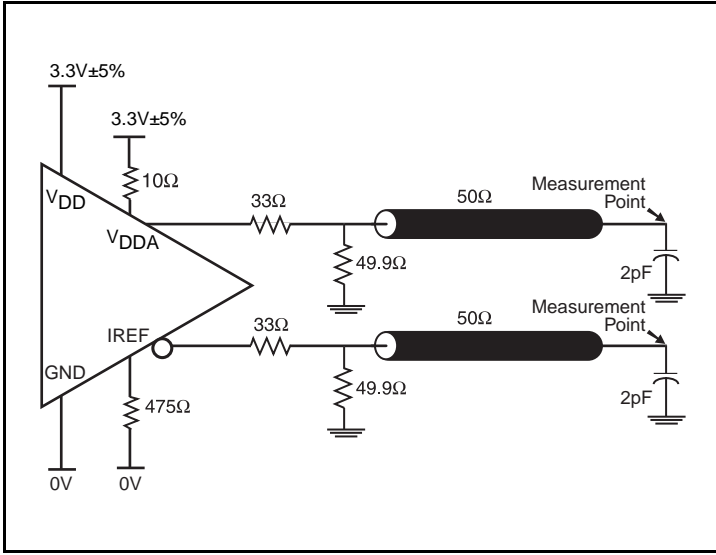 3.3V±5%
3.3V±5%
10Ω
VDD
VDDA
33Ω
50Ω
Measurement
Point
49.9Ω
2pF
IREF
33Ω
50Ω
Measurement
Point
GND
49.9Ω
2pF
475Ω
0V
0V